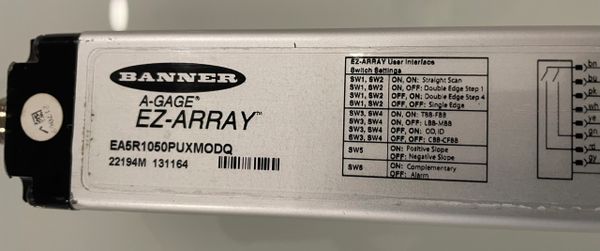 BANNER
A-GAGE®
EZ-ARRAY™
EA5R1050PUXMODQ
22194M 131164
EZ-ARRAY User Interface
Switch Settings
SW1, SW2 ON, ON: Straight Scan
SW1, SW2 ON, OFF: Double Edge Step 1
SW1, SW2 OFF, ON: Double Edge Step 4
SW1, SW2 OFF, OFF: Single Edge
SW3, SW4 ON, ON: TBB-FBB
SW3, SW4 ON, OFF: LBB-MBB
SW3, SW4 OFF, ON: OD, ID
SW3, SW4 OFF, OFF: CBB-CFBB
SW5 ON: Positive Slope
OFF: Negative Slope
SW6 ON: Complementary
OFF: Alarm
bn
bu
pk
wh
ye
gn
rd
gy